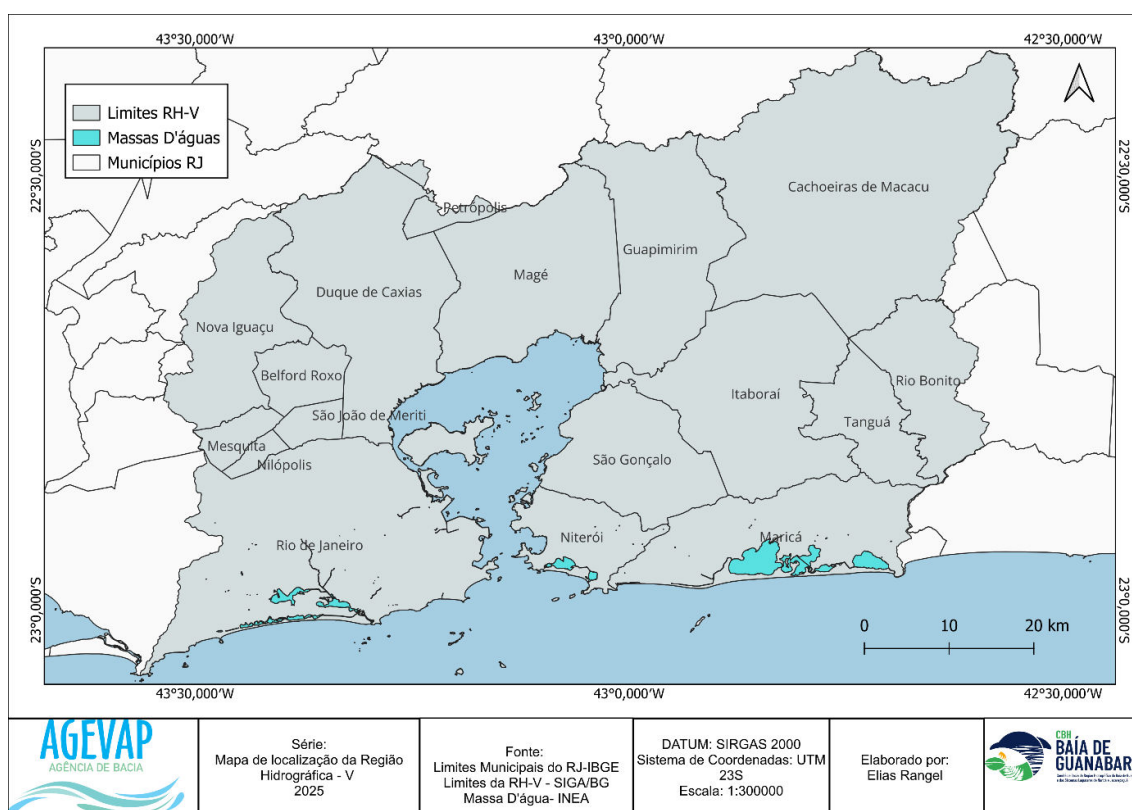 43°30,000'W 43°0,000'W 42°30,000'W
Limites RH-V
Massas D'águas
Municípios RJ
22°30,000'S
22°30,000'S
Cachoeiras de Macacu
Petrópolis
Guapimirim
Magé
Duque de Caxias
Nova Iguaçu
Belford Roxo
Itaboraí
Rio Bonito
São João de Meriti
Tanguá
Mesquita
São Gonçalo
Nilópolis
Niterói
Maricá
Rio de Janeiro
23°0,000'S
23°0,000'S
0 10 20 km
43°30,000'W 43°0,000'W 42°30,000'W
AGEVAP
AGÊNCIA DE BACIA
Série:
Mapa de localização da Região
Hidrográfica - V
2025
Fonte:
Limites Municipais do RJ-IBGE
Limites da RH-V - SIGA/BG
Massa D'água- INEA
DATUM: SIRGAS 2000
Sistema de Coordenadas: UTM
23S
Escala: 1:300000
Elaborado por:
Elias Rangel
CBH
BAÍA DE
GUANABARA